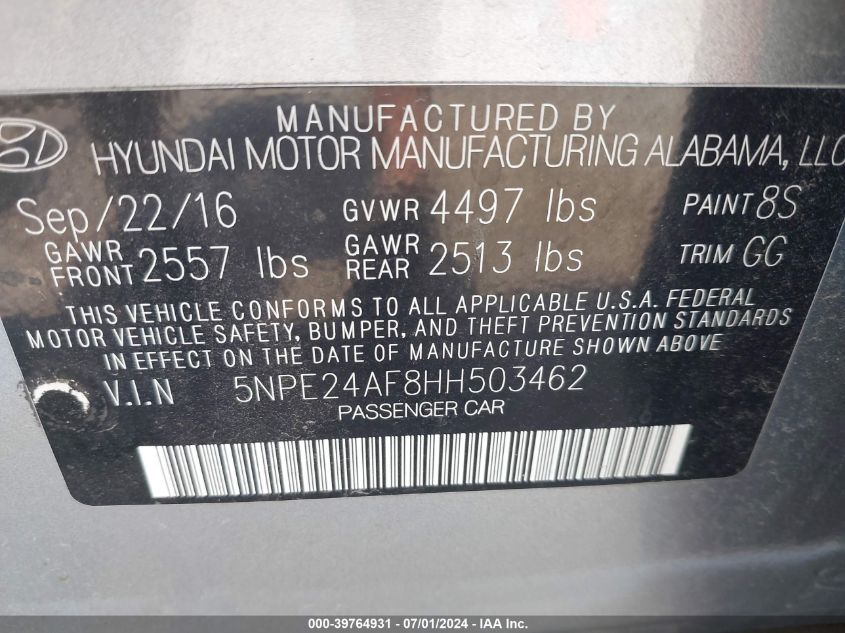 MANUFACTURED BY
HYUNDAI MOTOR MANUFACTURING ALABAMA, LLC
Sep/22/16 GVWR 4497 lbs PAINT 8S
GAWR FRONT 2557 lbs GAWR REAR 2513 lbs TRIM GG
THIS VEHICLE CONFORMS TO ALL APPLICABLE U.S.A. FEDERAL
MOTOR VEHICLE SAFETY, BUMPER, AND THEFT PREVENTION STANDARDS
IN EFFECT ON THE DATE OF MANUFACTURE SHOWN ABOVE
V.I.N 5NPE24AF8HH503462
PASSENGER CAR
000-39764931 - 07/01/2024 - IAA Inc.